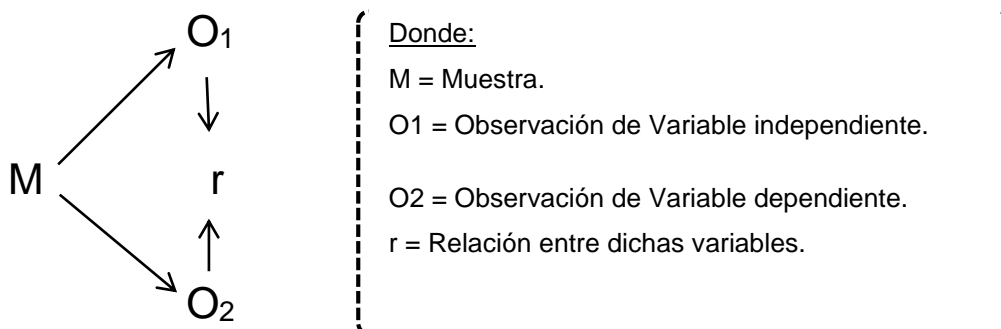 O1
M
r
O2
Donde:
M = Muestra.
O1 = Observación de Variable independiente.
O2 = Observación de Variable dependiente.
r = Relación entre dichas variables.